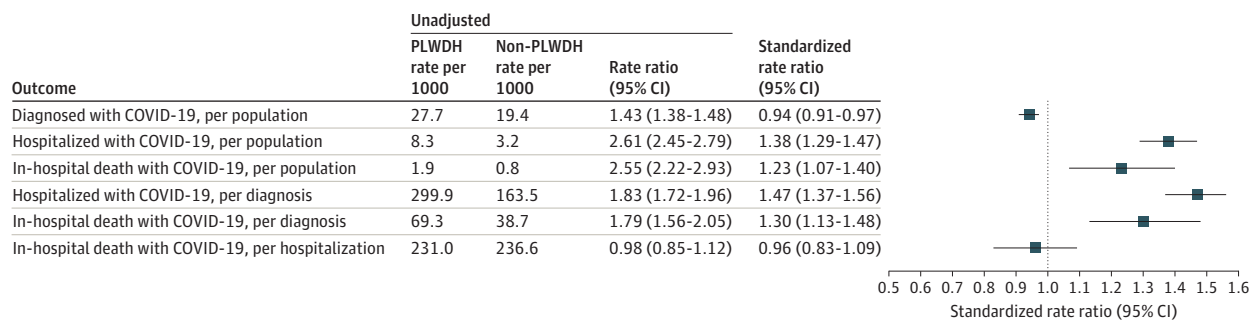 Unadjusted
PLWDH Non-PLWDH Standardized
rate per rate per Rate ratio rate ratio
Outcome 1000 1000 (95% CI) (95% CI)
Diagnosed with COVID-19, per population 27.7 19.4 1.43 (1.38-1.48) 0.94 (0.91-0.97)
Hospitalized with COVID-19, per population 8.3 3.2 2.61 (2.45-2.79) 1.38 (1.29-1.47)
In-hospital death with COVID-19, per population 1.9 0.8 2.55 (2.22-2.93) 1.23 (1.07-1.40)
Hospitalized with COVID-19, per diagnosis 299.9 163.5 1.83 (1.72-1.96) 1.47 (1.37-1.56)
In-hospital death with COVID-19, per diagnosis 69.3 38.7 1.79 (1.56-2.05) 1.30 (1.13-1.48)
In-hospital death with COVID-19, per hospitalization 231.0 236.6 0.98 (0.85-1.12) 0.96 (0.83-1.09)
0.5 0.6 0.7 0.8 0.9 1.0 1.1 1.2 1.3 1.4 1.5 1.6
Standardized rate ratio (95% CI)